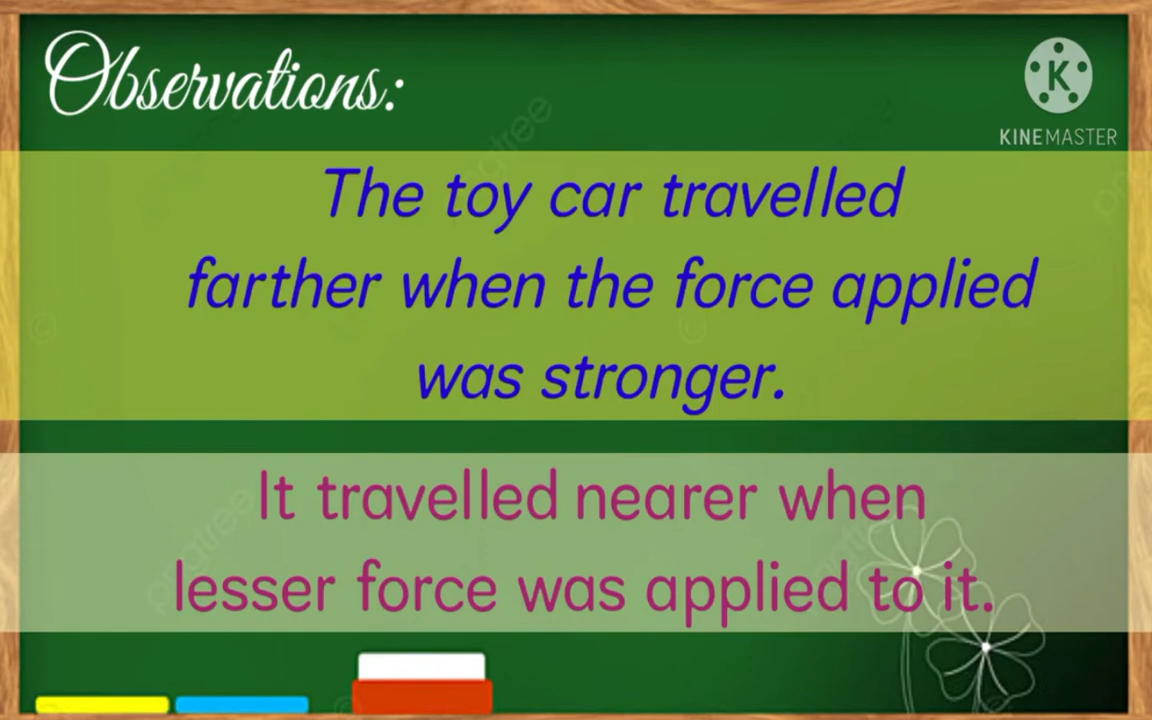 Observations:
KINEMASTER
The toy car travelled
farther when the force applied
was stronger.
It travelled nearer when
lesser force was applied to it.